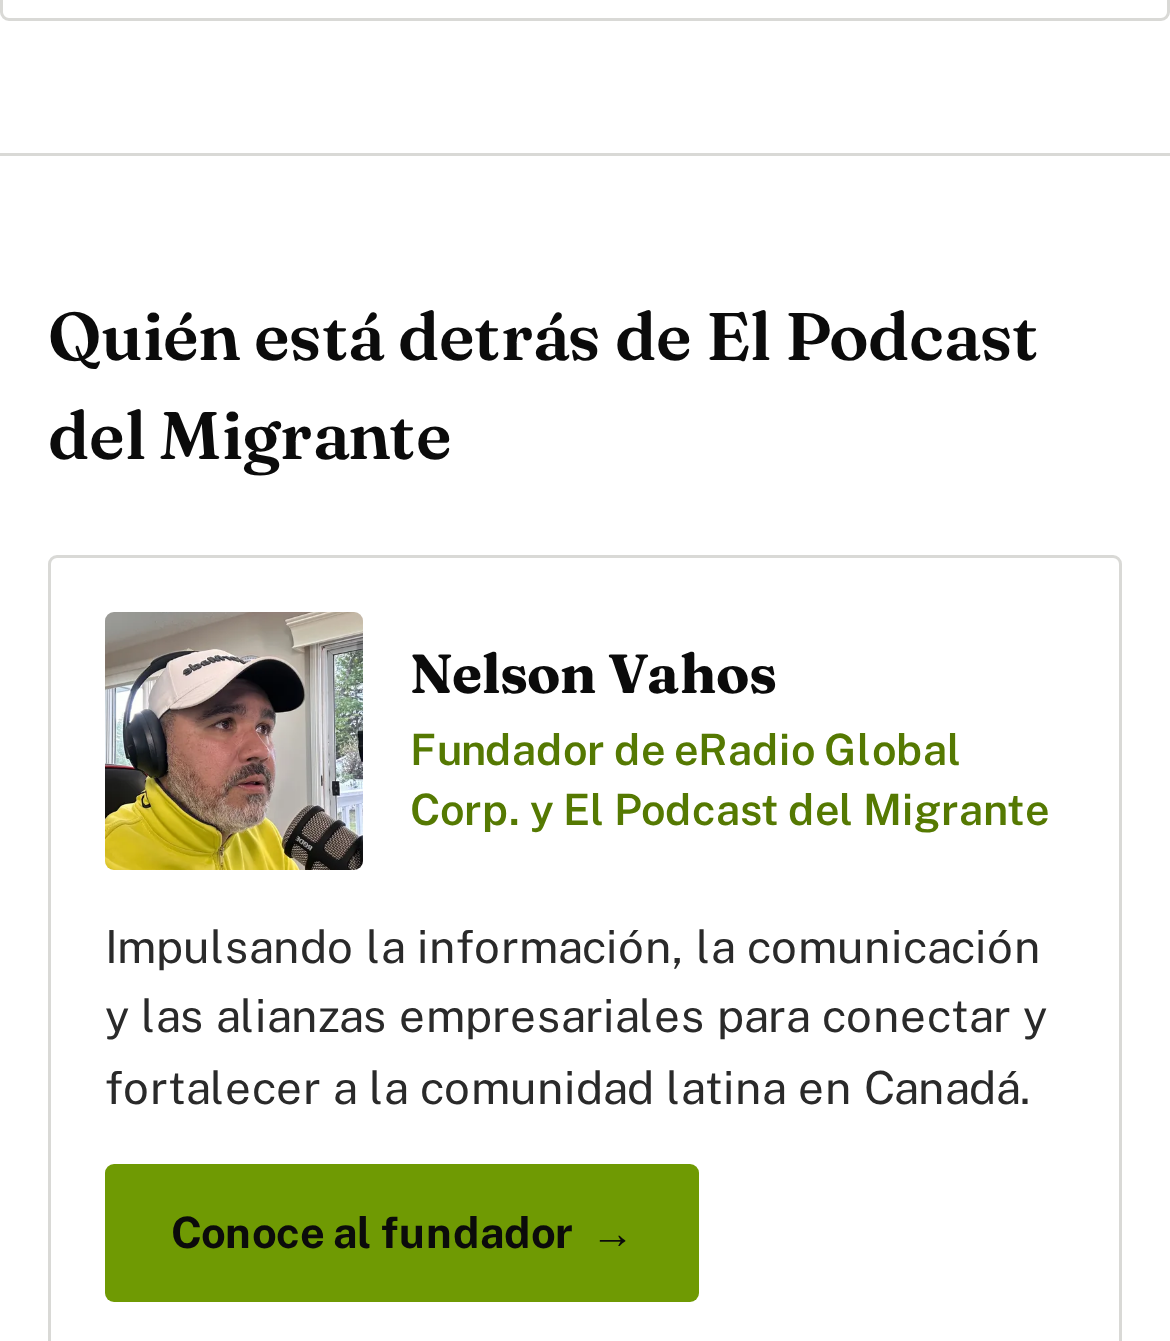 Quién está detrás de El Podcast
del Migrante
Nelson Vahos
Fundador de eRadio Global
Corp. y El Podcast del Migrante
Impulsando la información, la comunicación
y las alianzas empresariales para conectar y
fortalecer a la comunidad latina en Canadá.
Conoce al fundador →